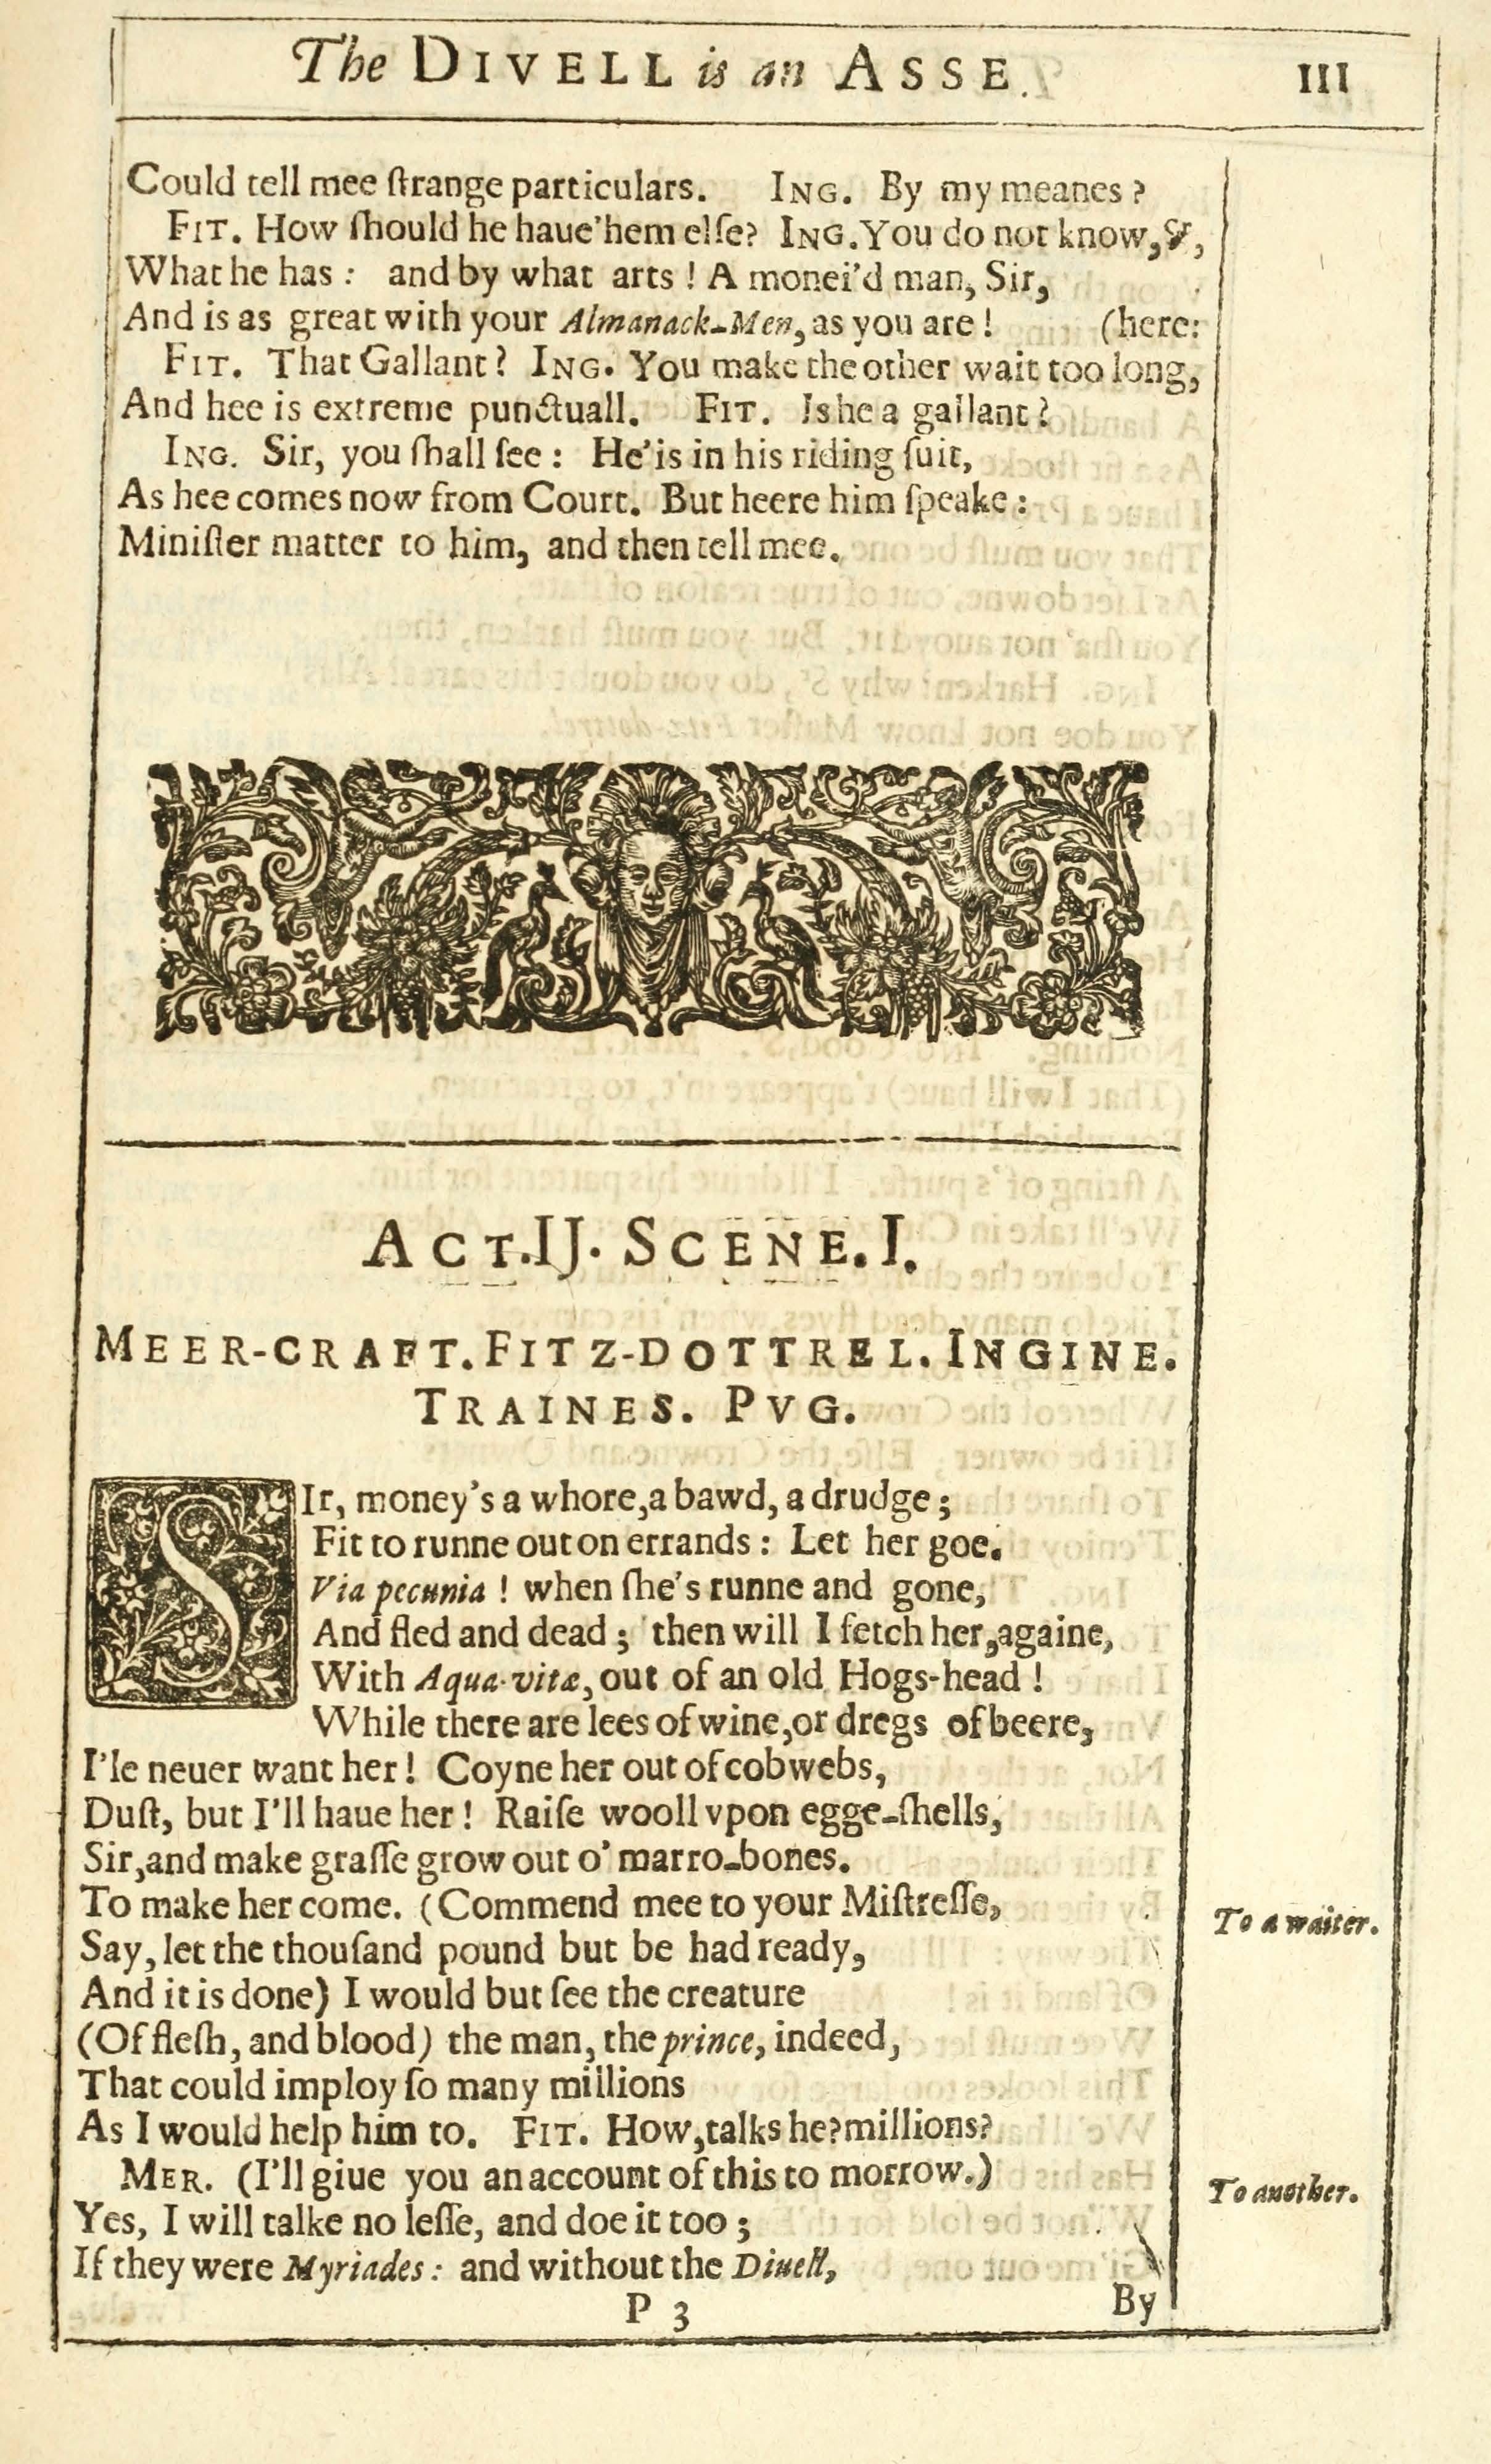 The DIVELL is an ASSE. III
Could tell mee ſtrange particulars. ING. By my meanes?
FIT. How ſhould he haue'hem elſe? ING. You do not know, Sr,
What he has: and by what arts! A monei'd man, Sir,
And is as great with your Almanack-Men, as you are! (here:
FIT. That Gallant? ING. You make the other wait too long,
And hee is extreme punctuall. FIT. Is he a gallant?
ING. Sir, you ſhall ſee: He'is in his riding ſuit,
As hee comes now from Court. But heere him ſpeake:
Miniſter matter to him, and then tell mee.
ACT. IJ. SCENE. I.
MEER-CRAFT. FITZ-DOTTREL. INGINE.
TRAINES. PVG.
SIr, money's a whore, a bawd, a drudge;
Fit to runne out on errands: Let her goe.
Via pecunia! when ſhe's runne and gone,
And fled and dead; then will I fetch her, againe,
With Aqua-vitæ, out of an old Hogs-head!
While there are lees of wine, or dregs of beere,
I'le neuer want her! Coyne her out of cobwebs,
Duſt, but I'll haue her! Raiſe wooll vpon egge-ſhells,
Sir, and make graſſe grow out o' marro-bones.
To make her come. (Commend mee to your Miſtreſſe, To a waiter.
Say, let the thouſand pound but be had ready,
And it is done) I would but ſee the creature
(Of fleſh, and blood) the man, the prince, indeed,
That could imploy ſo many millions
As I would help him to. FIT. How, talks he? millions?
MER. (I'll giue you an account of this to morrow.) To another.
Yes, I will talke no leſſe, and doe it too;
If they were Myriades: and without the Diuell,
P 3 By